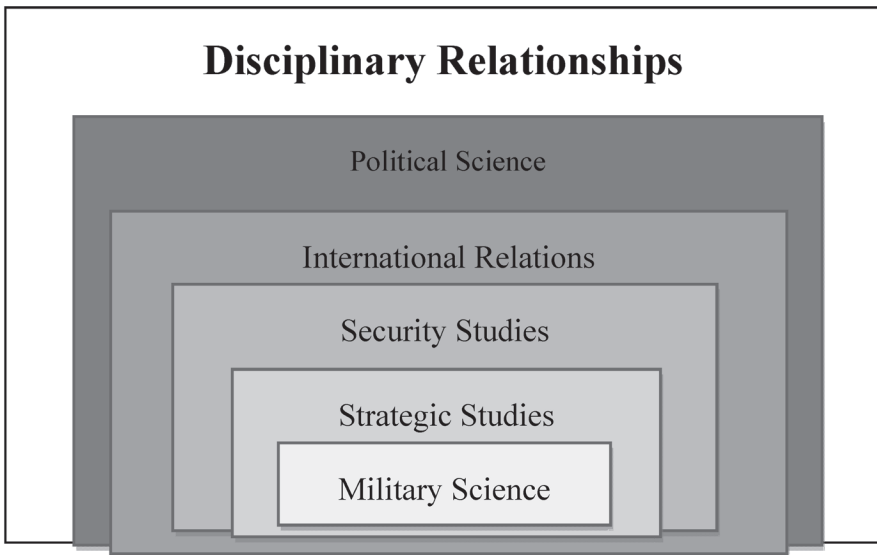 Disciplinary Relationships
Political Science
International Relations
Security Studies
Strategic Studies
Military Science